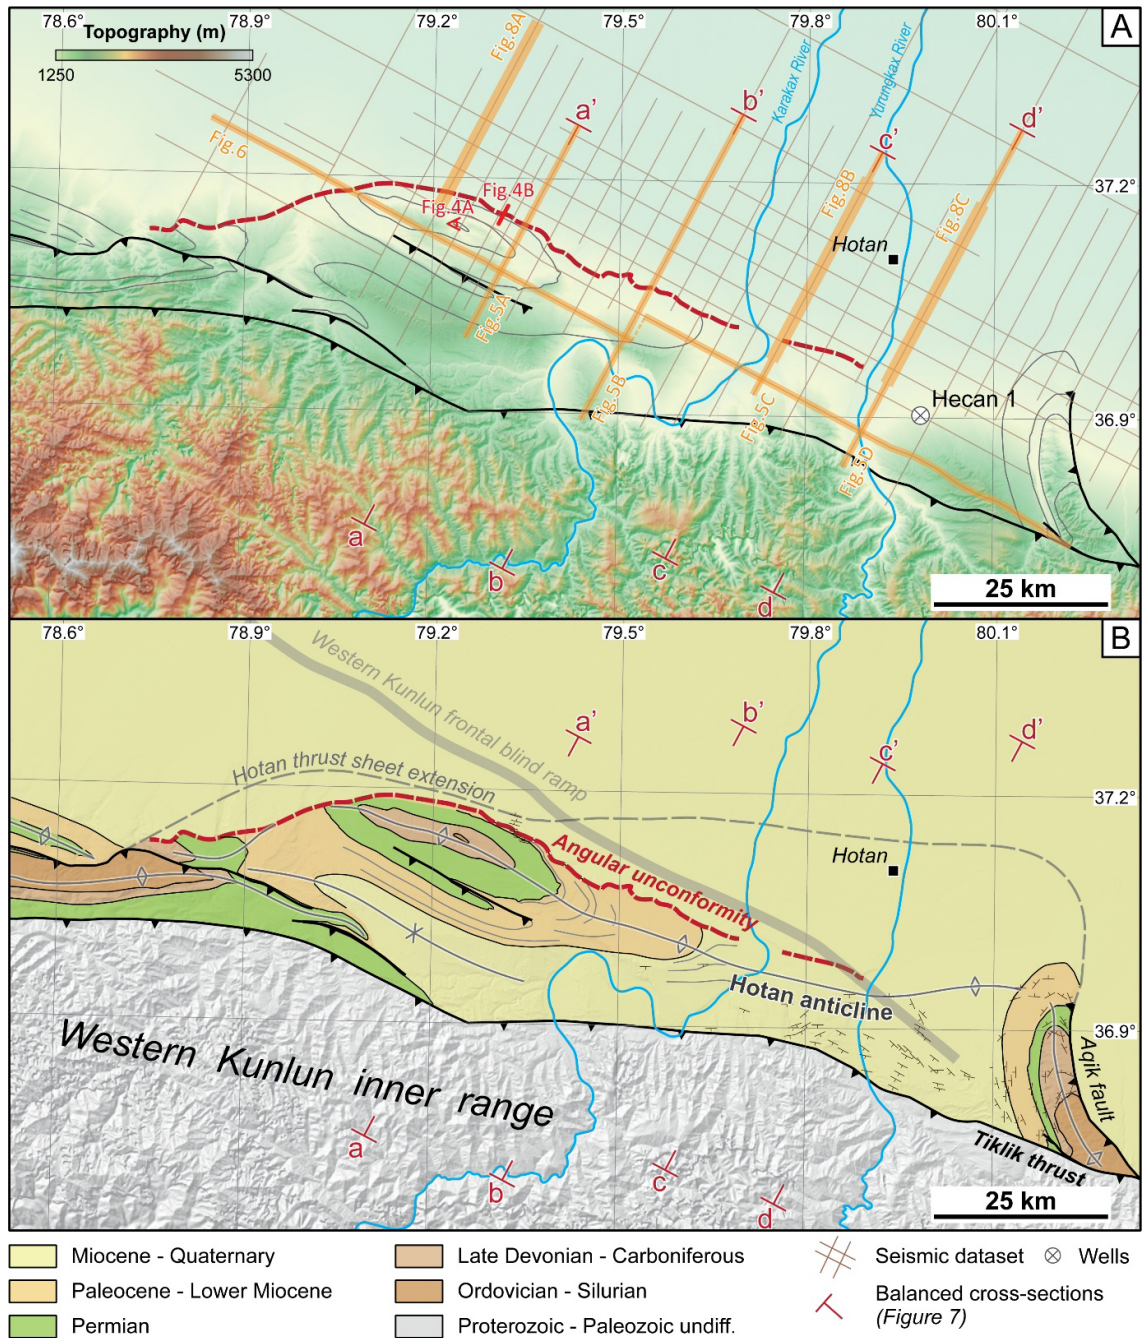 78.6° 78.9° 79.2° 79.5° 79.8° 80.1°
A
Topography (m)
1250 5300
Fig.8A
Karakax River
Yurungkax River
a'
b'
c'
d'
Fig.6
37.2°
Fig.4B
Fig.4A
Fig.8B
Fig.8C
Hotan
Fig.5A
Fig.5B
Fig.5C
Fig.5D
Hecan 1
36.9°
a
b
c
d
25 km
78.6° 78.9° 79.2° 79.5° 79.8° 80.1°
B
Western Kunlun frontal blind ramp
a'
b'
c'
d'
Hotan thrust sheet extension
37.2°
Hotan
Angular unconformity
Hotan anticline
36.9°
Western Kunlun inner range
Aqik fault
Tiklik thrust
a
b
c
d
25 km
Miocene - Quaternary
Paleocene - Lower Miocene
Permian
Late Devonian - Carboniferous
Ordovician - Silurian
Proterozoic - Paleozoic undiff.
Seismic dataset
Wells
Balanced cross-sections
(Figure 7)